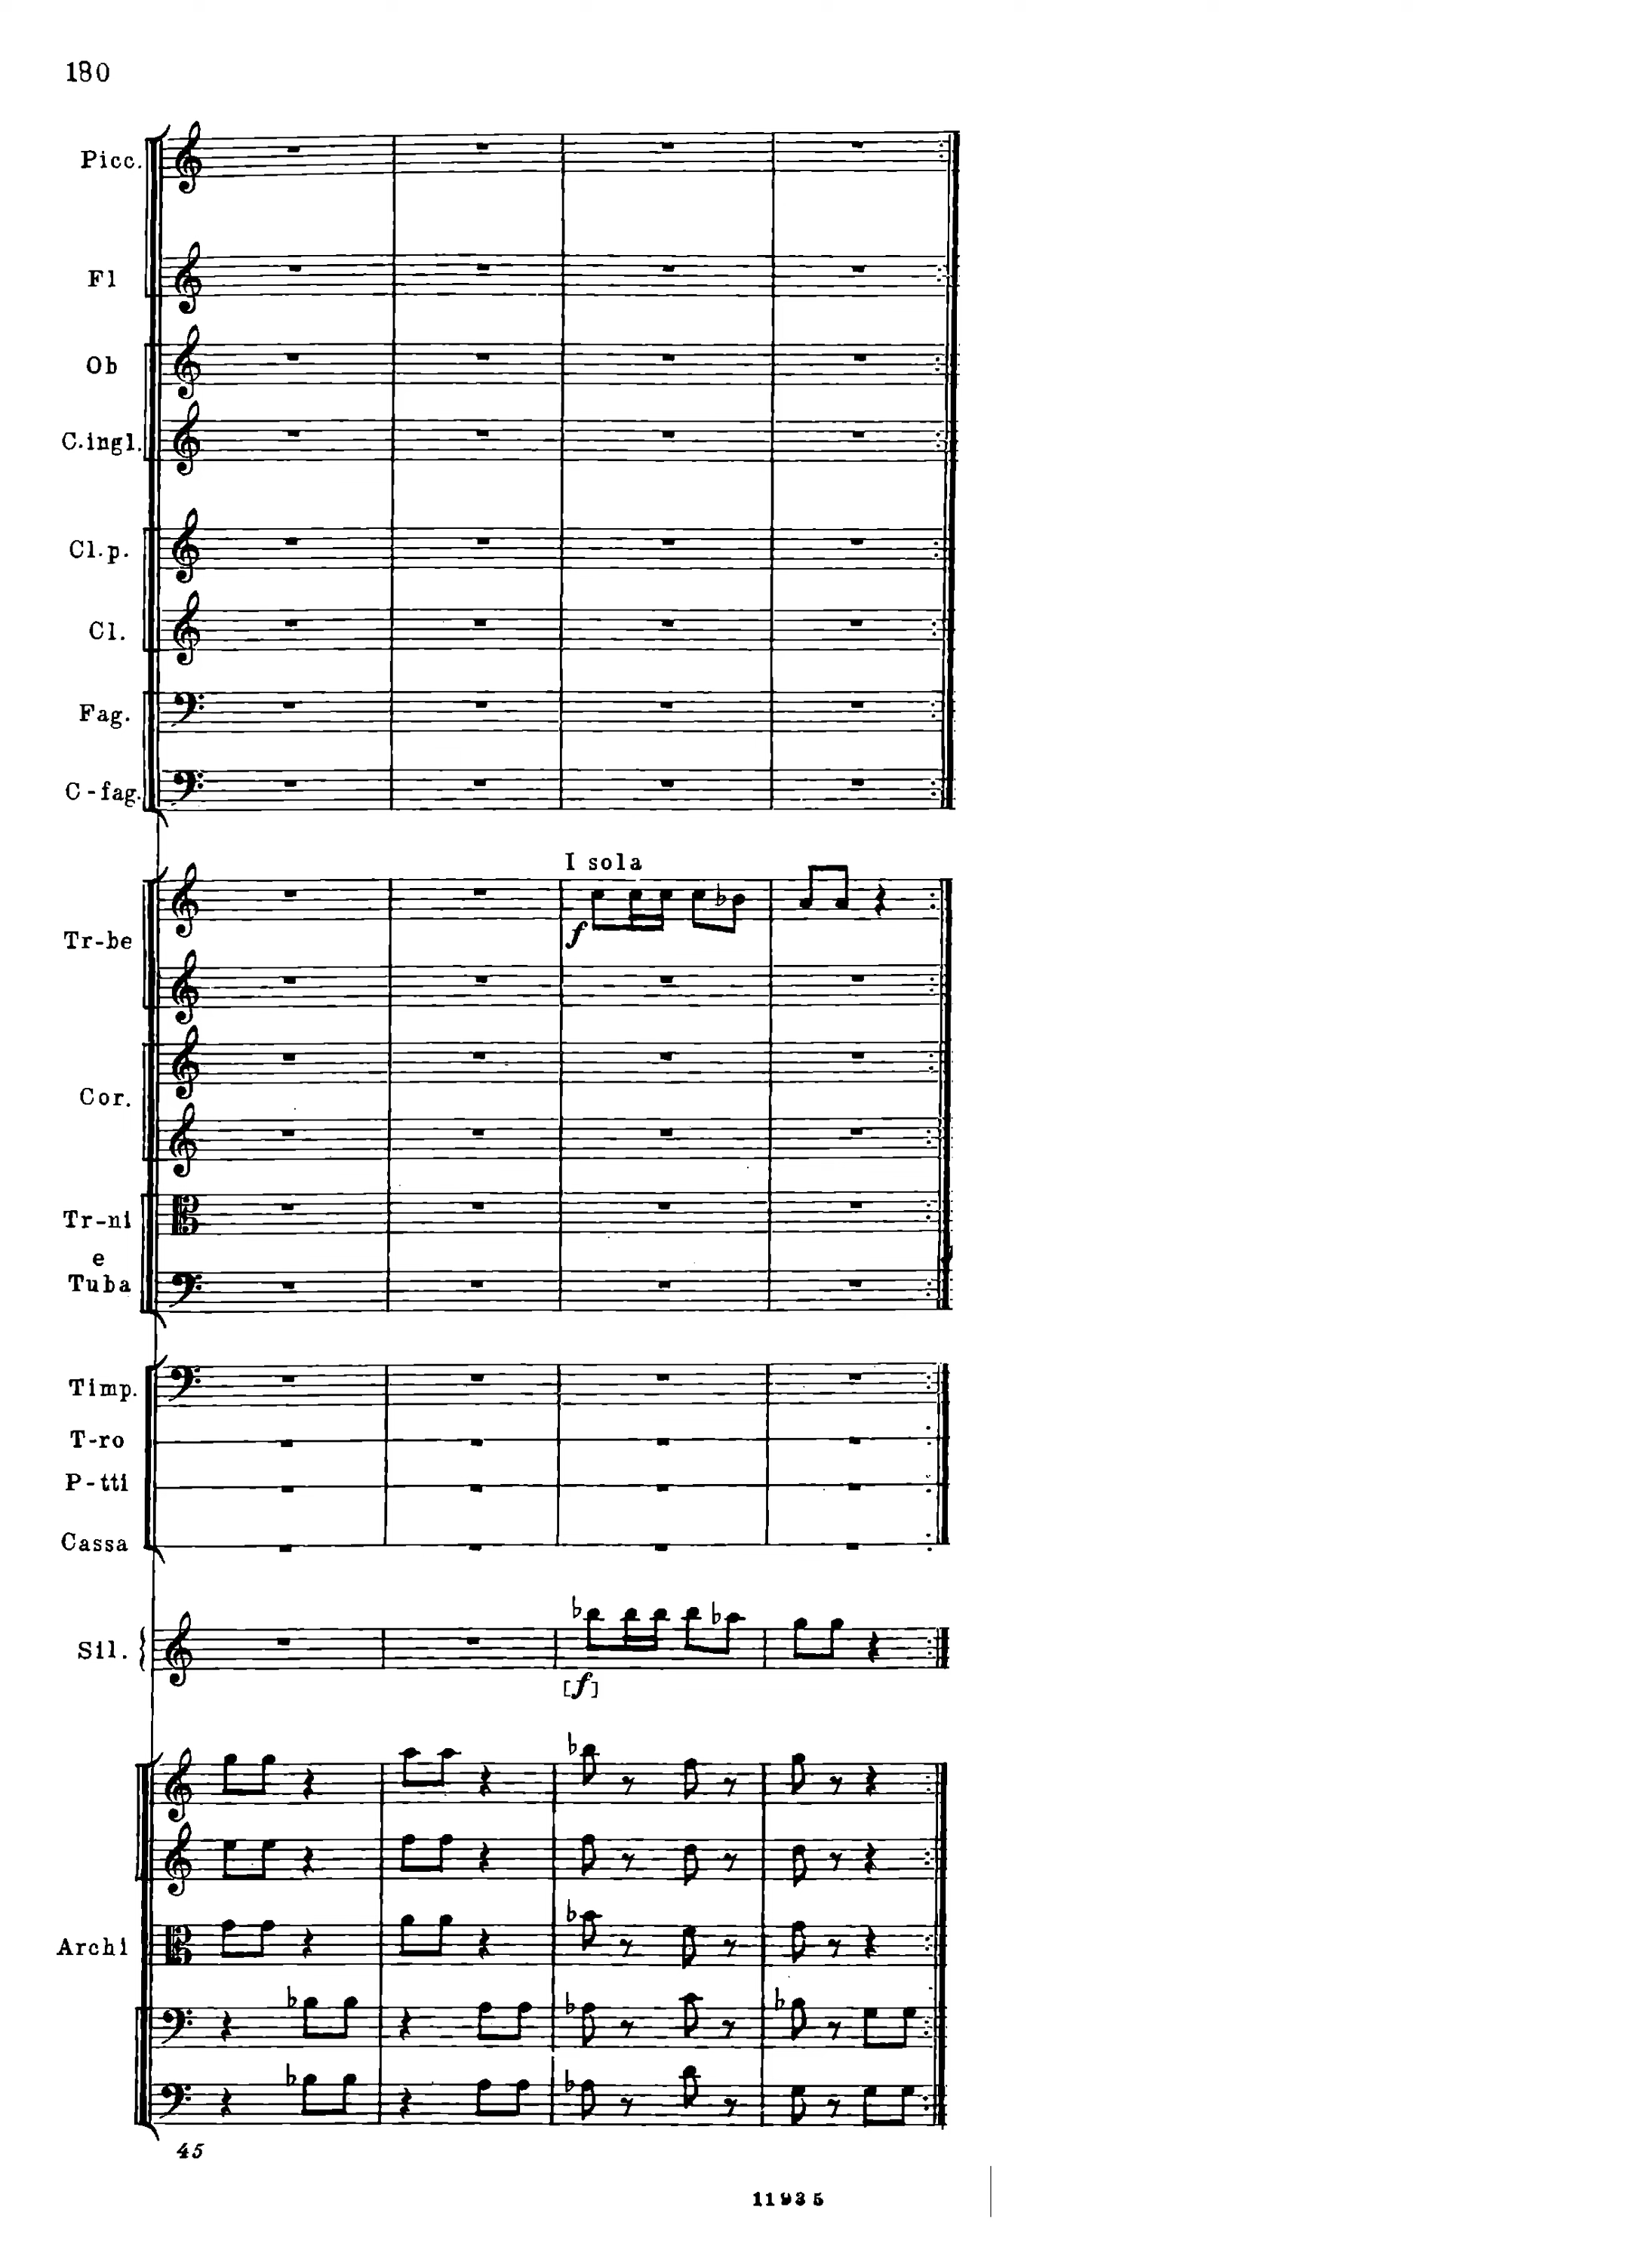 180
Picc.
Fl
Ob
C.ingl.
Cl.p.
Cl.
Fag.
C-fag.
I sola
f
Tr-be
Cor.
Tr-ni
e
Tuba
Timp.
T-ro
P-tti
Cassa
Sil.
[f]
Archi
45
11935